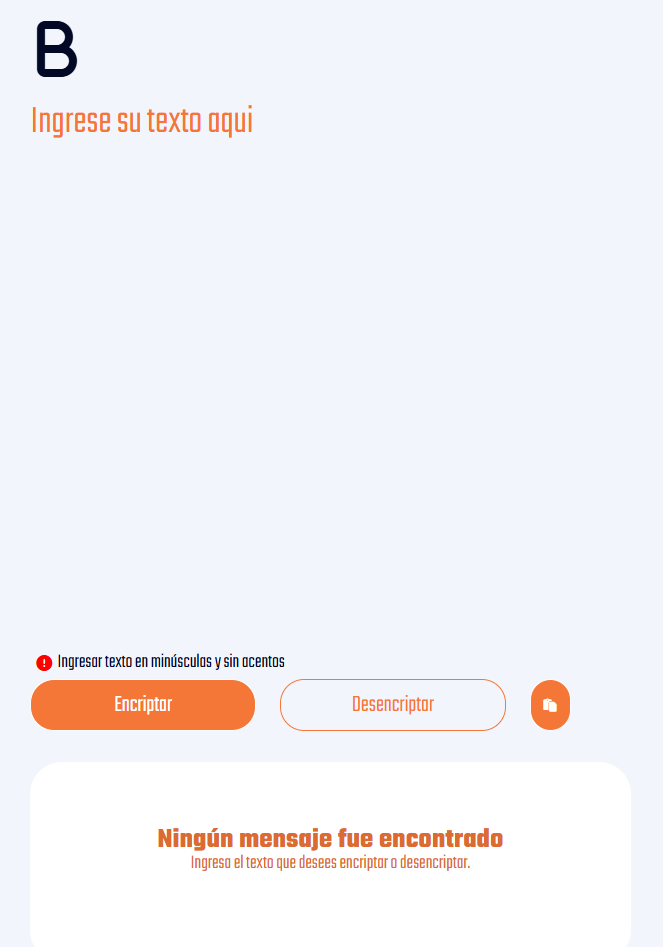 B
Ingrese su texto aqui
Ingresar texto en minúsculas y sin acentos
Encriptar
Desencriptar
Ningún mensaje fue encontrado
Ingresa el texto que desees encriptar o desencriptar.